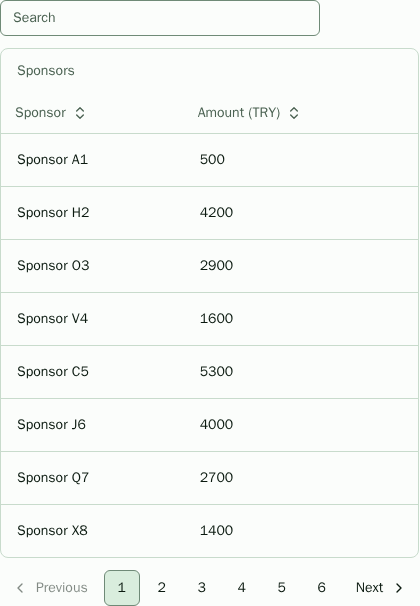 Search
Sponsors
Sponsor Amount (TRY)
Sponsor A1 500
Sponsor H2 4200
Sponsor O3 2900
Sponsor V4 1600
Sponsor C5 5300
Sponsor J6 4000
Sponsor Q7 2700
Sponsor X8 1400
Previous 1 2 3 4 5 6 Next